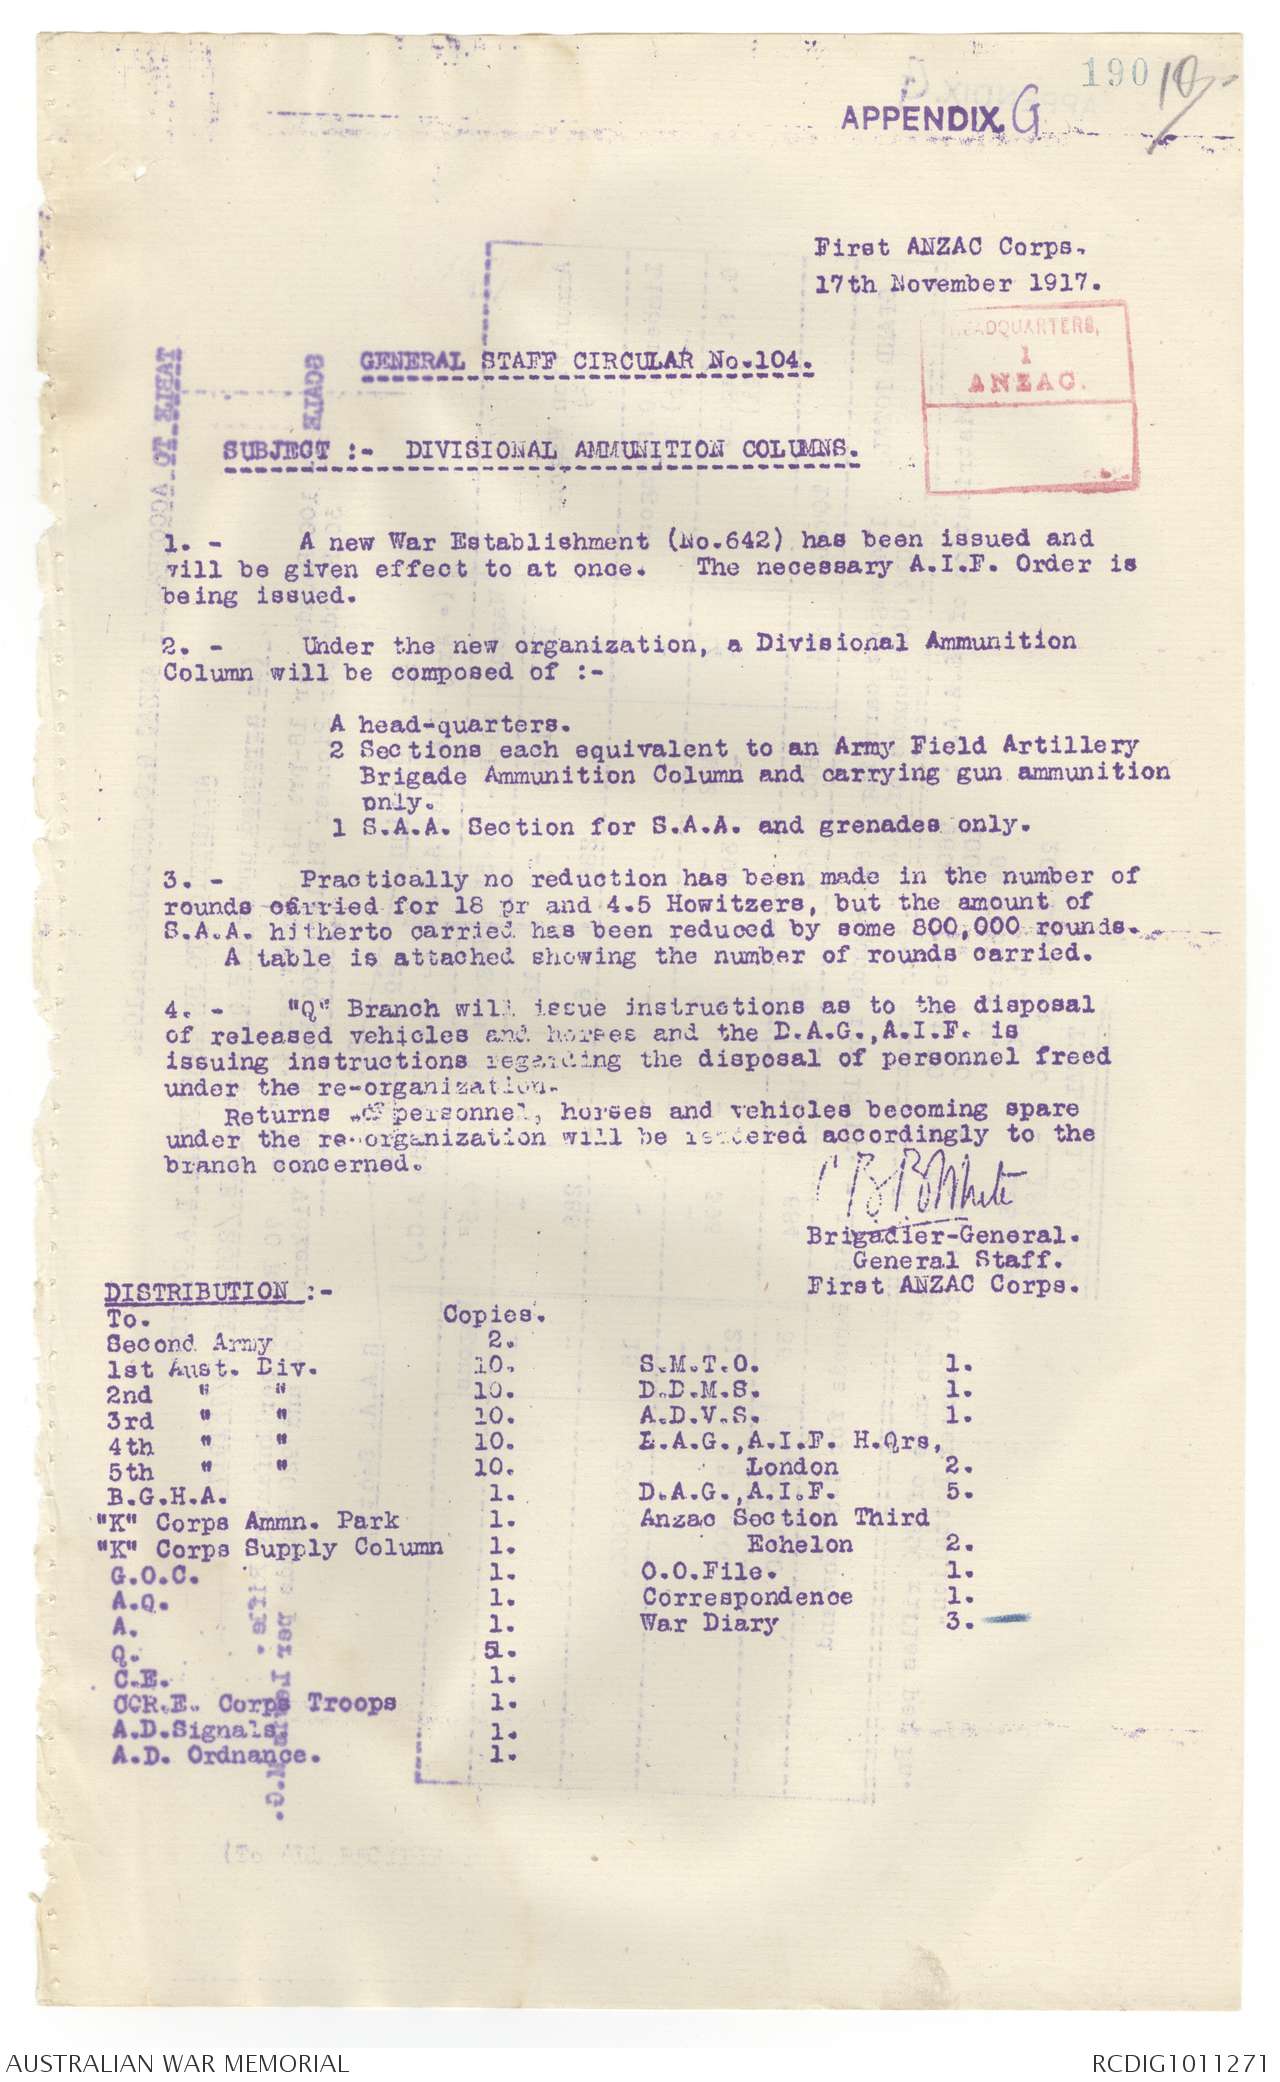 190
APPENDIX G
First ANZAC Corps.
17th November 1917.
HEADQUARTERS,
1
ANZAC.
GENERAL STAFF CIRCULAR No.104.
SUBJECT :- DIVISIONAL AMMUNITION COLUMNS.
1. - A new War Establishment (No.642) has been issued and
will be given effect to at once. The necessary A.I.F. Order is
being issued.
2. - Under the new organization, a Divisional Ammunition
Column will be composed of :-
A head-quarters.
2 Sections each equivalent to an Army Field Artillery
Brigade Ammunition Column and carrying gun ammunition
only.
1 S.A.A. Section for S.A.A. and grenades only.
3. - Practically no reduction has been made in the number of
rounds carried for 18 pr and 4.5 Howitzers, but the amount of
S.A.A. hitherto carried has been reduced by some 800,000 rounds.
A table is attached showing the number of rounds carried.
4. - "Q" Branch will issue instructions as to the disposal
of released vehicles and horses and the D.A.G.,A.I.F. is
issuing instructions regarding the disposal of personnel freed
under the re-organization.
Returns of personnel, horses and vehicles becoming spare
under the re-organization will be rendered accordingly to the
branch concerned.
C B B White
Brigadier-General.
General Staff.
First ANZAC Corps.
DISTRIBUTION :-
To. Copies.
Second Army 2.
1st Aust. Div. 10.
2nd " " 10.
3rd " " 10.
4th " " 10.
5th " " 10.
B.G.H.A. 1.
"K" Corps Ammn. Park 1.
"K" Corps Supply Column 1.
G.O.C. 1.
A.Q. 1.
A. 1.
Q. 
C.E. 1.
CCR.E. Corps Troops 1.
A.D.Signals. 1.
A.D. Ordnance. 1.
S.M.T.O. 1.
D.D.M.S. 1.
A.D.V.S. 1.
A.G.,A.I.F. H.Qrs,
London 2.
D.A.G.,A.I.F. 5.
Anzac Section Third
Echelon 2.
O.O.File. 1.
Correspondence 1.
War Diary 3.
AUSTRALIAN WAR MEMORIAL
RCDIG1011271